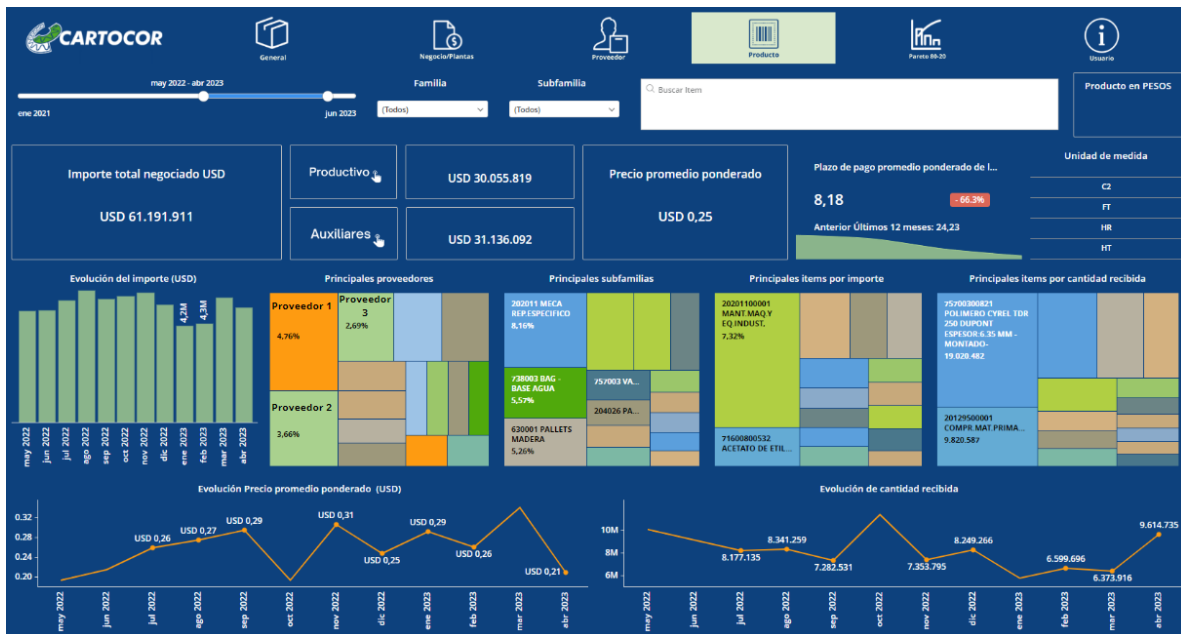 CARTOCOR
General
Negocio/Plantas
Proveedor
Producto
Pareto 80-20
Usuario
may 2022 - abr 2023
ene 2021
jun 2023
Familia
(Todos)
Subfamilia
(Todos)
Buscar Item
Producto en PESOS
Importe total negociado USD
USD 61.191.911
Productivo
USD 30.055.819
Auxiliares
USD 31.136.092
Precio promedio ponderado
USD 0,25
Plazo de pago promedio ponderado de l...
8,18
- 66.3%
Anterior Últimos 12 meses: 24,23
Unidad de medida
C2
FT
HR
HT
Evolución del importe (USD)
4,2M
4,3M
may 2022
jun 2022
jul 2022
ago 2022
sep 2022
oct 2022
nov 2022
dic 2022
ene 2023
feb 2023
mar 2023
abr 2023
Principales proveedores
Proveedor 1
4,76%
Proveedor 2
3,66%
Proveedor
3
2,69%
Principales subfamilias
202011 MECA
REP.ESPECIFICO
8,16%
738003 BAG -
BASE AGUA
5,57%
630001 PALLETS
MADERA
5,26%
757003 VA...
204026 PA...
Principales items por importe
20201100001
MANT.MAQ.Y
EQ.INDUST.
7,32%
71600800532
ACETATO DE ETIL...
Principales items por cantidad recibida
75700300821
POLIMERO CYREL TDR
250 DUPONT
ESPESOR:6.35 MM -
MONTADO-
19.020.482
20129500001
COMPR.MAT.PRIMA...
9.820.587
Evolución Precio promedio ponderado (USD)
0.32
0.28
0.24
0.20
USD 0,26
USD 0,27
USD 0,29
USD 0,31
USD 0,25
USD 0,29
USD 0,26
USD 0,21
may 2022
jun 2022
jul 2022
ago 2022
sep 2022
oct 2022
nov 2022
dic 2022
ene 2023
feb 2023
mar 2023
abr 2023
Evolución de cantidad recibida
10M
8M
6M
8.177.135
8.341.259
7.282.531
7.353.795
8.249.266
6.599.696
6.373.916
9.614.735
may 2022
jun 2022
jul 2022
ago 2022
sep 2022
oct 2022
nov 2022
dic 2022
ene 2023
feb 2023
mar 2023
abr 2023